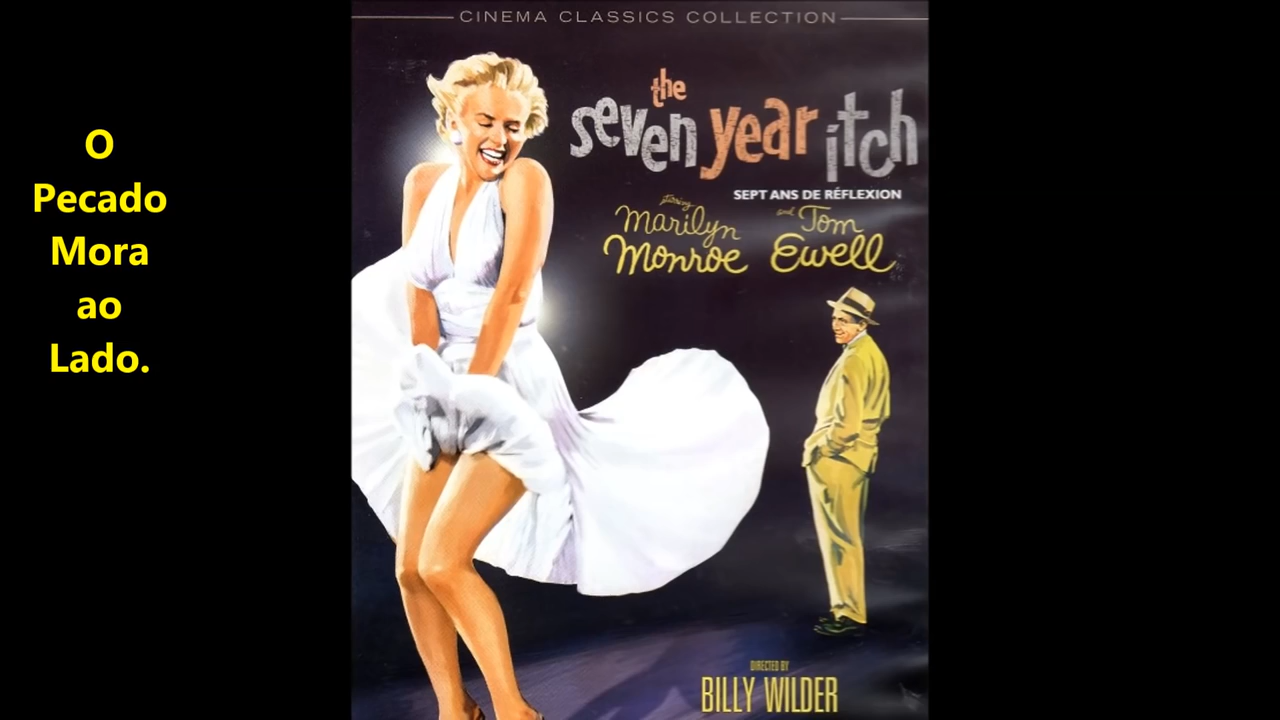 O
Pecado
Mora
ao
Lado.
CINEMA CLASSICS COLLECTION
the
seven year itch
SEPT ANS DE RÉFLEXION
starring
Marilyn
Monroe
and Tom
Ewell
DIRECTED BY
BILLY WILDER